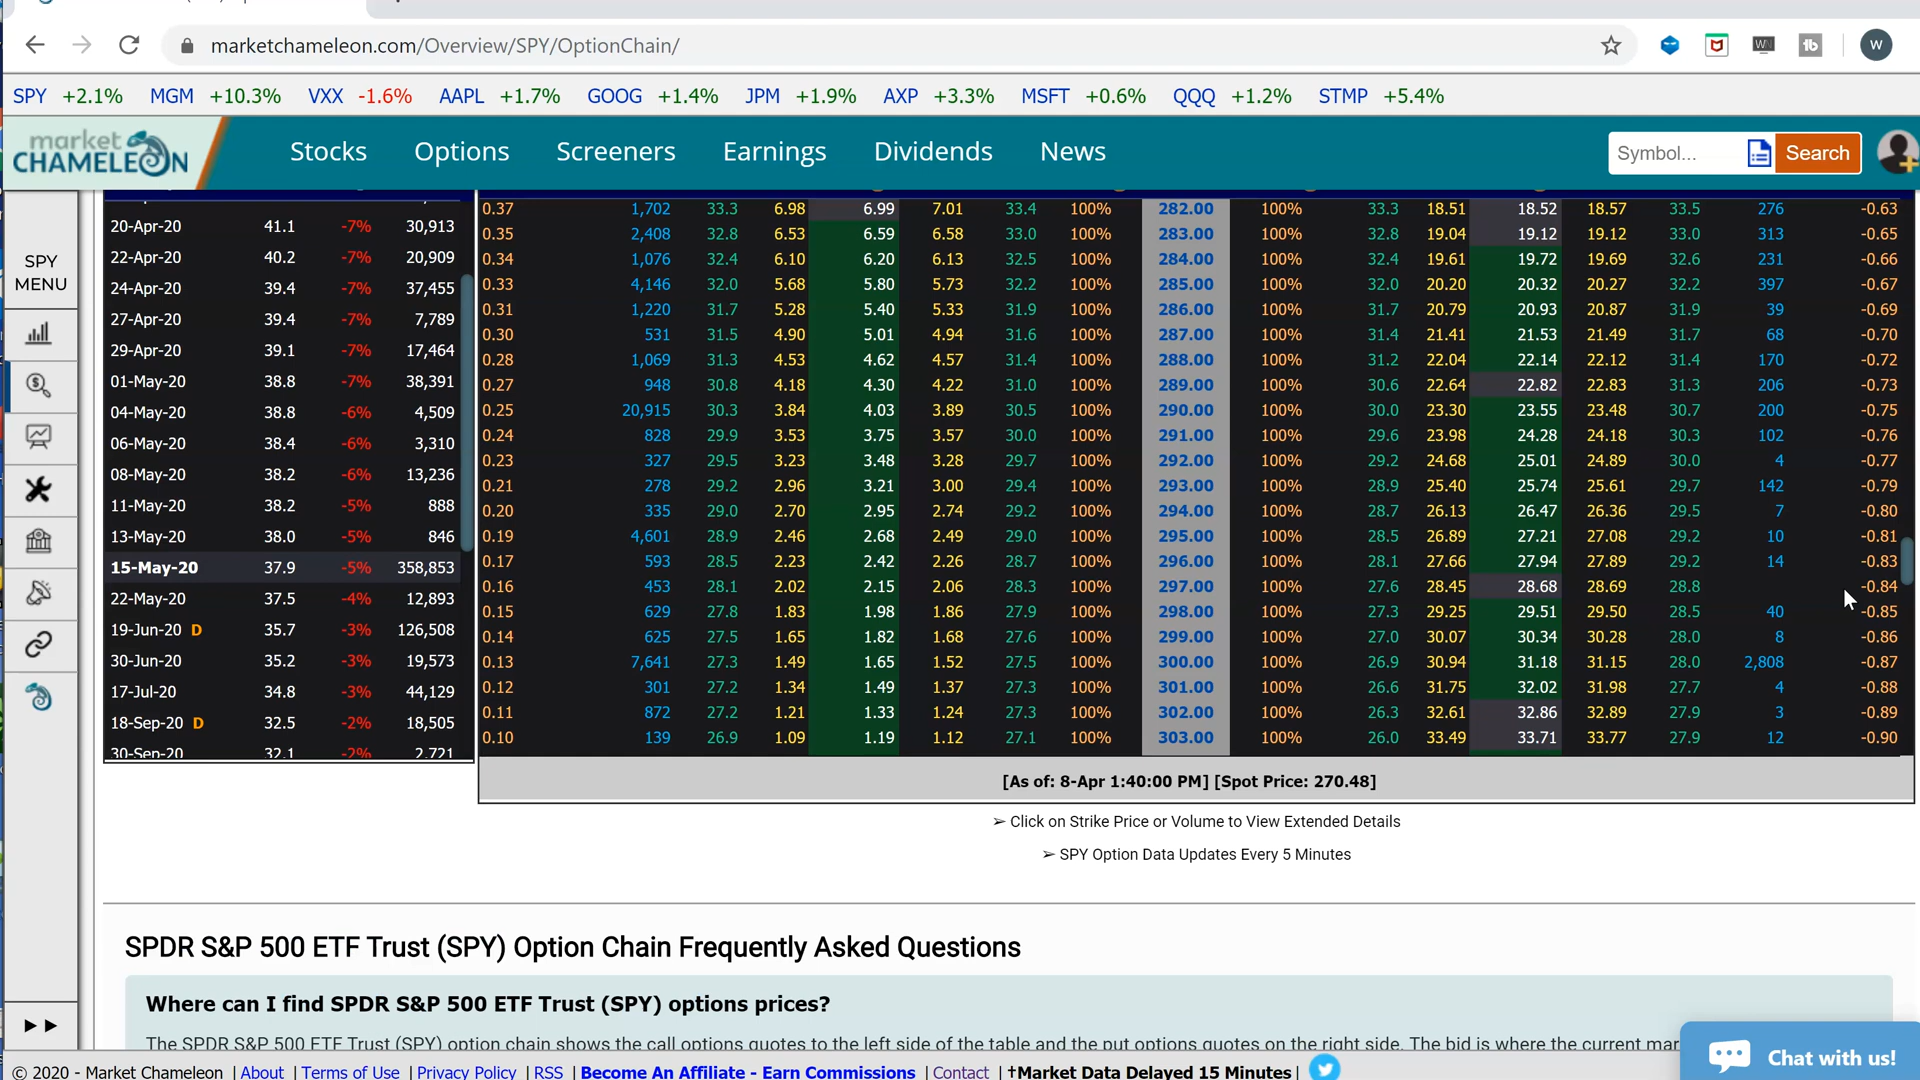 marketchameleon.com/Overview/SPY/OptionChain/
W
SPY +2.1% MGM +10.3% VXX -1.6% AAPL +1.7% GOOG +1.4% JPM +1.9% AXP +3.3% MSFT +0.6% QQQ +1.2% STMP +5.4%
market CHAMELEON
Stocks Options Screeners Earnings Dividends News
Symbol... Search
SPY MENU
20-Apr-20 41.1 -7% 30,913
22-Apr-20 40.2 -7% 20,909
24-Apr-20 39.4 -7% 37,455
27-Apr-20 39.4 -7% 7,789
29-Apr-20 39.1 -7% 17,464
01-May-20 38.8 -7% 38,391
04-May-20 38.8 -6% 4,509
06-May-20 38.4 -6% 3,310
08-May-20 38.2 -6% 13,236
11-May-20 38.2 -5% 888
13-May-20 38.0 -5% 846
15-May-20 37.9 -5% 358,853
22-May-20 37.5 -4% 12,893
19-Jun-20 D 35.7 -3% 126,508
30-Jun-20 35.2 -3% 19,573
17-Jul-20 34.8 -3% 44,129
18-Sep-20 D 32.5 -2% 18,505
30-Sep-20 32.1 -2% 2,721
0.37 1,702 33.3 6.98 6.99 7.01 33.4 100% 282.00 100% 33.3 18.51 18.52 18.57 33.5 276 -0.63
0.35 2,408 32.8 6.53 6.59 6.58 33.0 100% 283.00 100% 32.8 19.04 19.12 19.12 33.0 313 -0.65
0.34 1,076 32.4 6.10 6.20 6.13 32.5 100% 284.00 100% 32.4 19.61 19.72 19.69 32.6 231 -0.66
0.33 4,146 32.0 5.68 5.80 5.73 32.2 100% 285.00 100% 32.0 20.20 20.32 20.27 32.2 397 -0.67
0.31 1,220 31.7 5.28 5.40 5.33 31.9 100% 286.00 100% 31.7 20.79 20.93 20.87 31.9 39 -0.69
0.30 531 31.5 4.90 5.01 4.94 31.6 100% 287.00 100% 31.4 21.41 21.53 21.49 31.7 68 -0.70
0.28 1,069 31.3 4.53 4.62 4.57 31.4 100% 288.00 100% 31.2 22.04 22.14 22.12 31.4 170 -0.72
0.27 948 30.8 4.18 4.30 4.22 31.0 100% 289.00 100% 30.6 22.64 22.82 22.83 31.3 206 -0.73
0.25 20,915 30.3 3.84 4.03 3.89 30.5 100% 290.00 100% 30.0 23.30 23.55 23.48 30.7 200 -0.75
0.24 828 29.9 3.53 3.75 3.57 30.0 100% 291.00 100% 29.6 23.98 24.28 24.18 30.3 102 -0.76
0.23 327 29.5 3.23 3.48 3.28 29.7 100% 292.00 100% 29.2 24.68 25.01 24.89 30.0 4 -0.77
0.21 278 29.2 2.96 3.21 3.00 29.4 100% 293.00 100% 28.9 25.40 25.74 25.61 29.7 142 -0.79
0.20 335 29.0 2.70 2.95 2.74 29.2 100% 294.00 100% 28.7 26.13 26.47 26.36 29.5 7 -0.80
0.19 4,601 28.9 2.46 2.68 2.49 29.0 100% 295.00 100% 28.5 26.89 27.21 27.08 29.2 10 -0.81
0.17 593 28.5 2.23 2.42 2.26 28.7 100% 296.00 100% 28.5 27.66 27.94 27.89 29.2 14 -0.83
0.16 453 28.1 2.02 2.15 2.06 28.3 100% 297.00 100% 27.6 28.45 28.68 28.69 28.8 -0.84
0.15 629 27.8 1.83 1.98 1.86 27.9 100% 298.00 100% 27.3 29.25 29.51 29.50 28.5 40 -0.85
0.14 625 27.5 1.65 1.82 1.68 27.6 100% 299.00 100% 27.0 30.07 30.34 30.28 28.0 8 -0.86
0.13 7,641 27.3 1.49 1.65 1.52 27.5 100% 300.00 100% 26.9 30.94 31.18 31.15 28.0 2,808 -0.87
0.12 301 27.2 1.34 1.49 1.37 27.3 100% 301.00 100% 26.6 31.75 32.02 31.98 27.7 4 -0.88
0.11 872 27.2 1.21 1.33 1.24 27.3 100% 302.00 100% 26.3 32.61 32.86 32.89 27.9 3 -0.89
0.10 139 26.9 1.09 1.19 1.12 27.1 100% 303.00 100% 26.0 33.49 33.71 33.77 27.9 12 -0.90
[As of: 8-Apr 1:40:00 PM] [Spot Price: 270.48]
➢ Click on Strike Price or Volume to View Extended Details
➢ SPY Option Data Updates Every 5 Minutes
SPDR S&P 500 ETF Trust (SPY) Option Chain Frequently Asked Questions
Where can I find SPDR S&P 500 ETF Trust (SPY) options prices?
The SPDR S&P 500 ETF Trust (SPY) option chain shows the call options quotes to the left side of the table and the put options quotes on the right side. The bid is where the current mar
Chat with us!
© 2020 - Market Chameleon | About | Terms of Use | Privacy Policy | RSS | Become An Affiliate - Earn Commissions | Contact | †Market Data Delayed 15 Minutes |